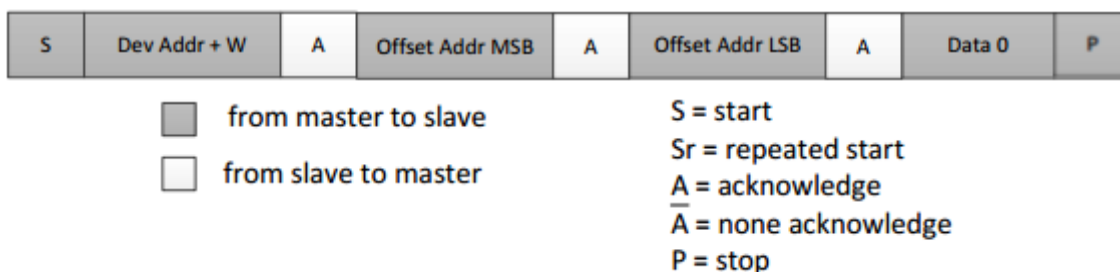 S Dev Addr + W A Offset Addr MSB A Offset Addr LSB A Data 0 P
from master to slave
from slave to master
S = start
Sr = repeated start
A = acknowledge
A̅ = none acknowledge
P = stop